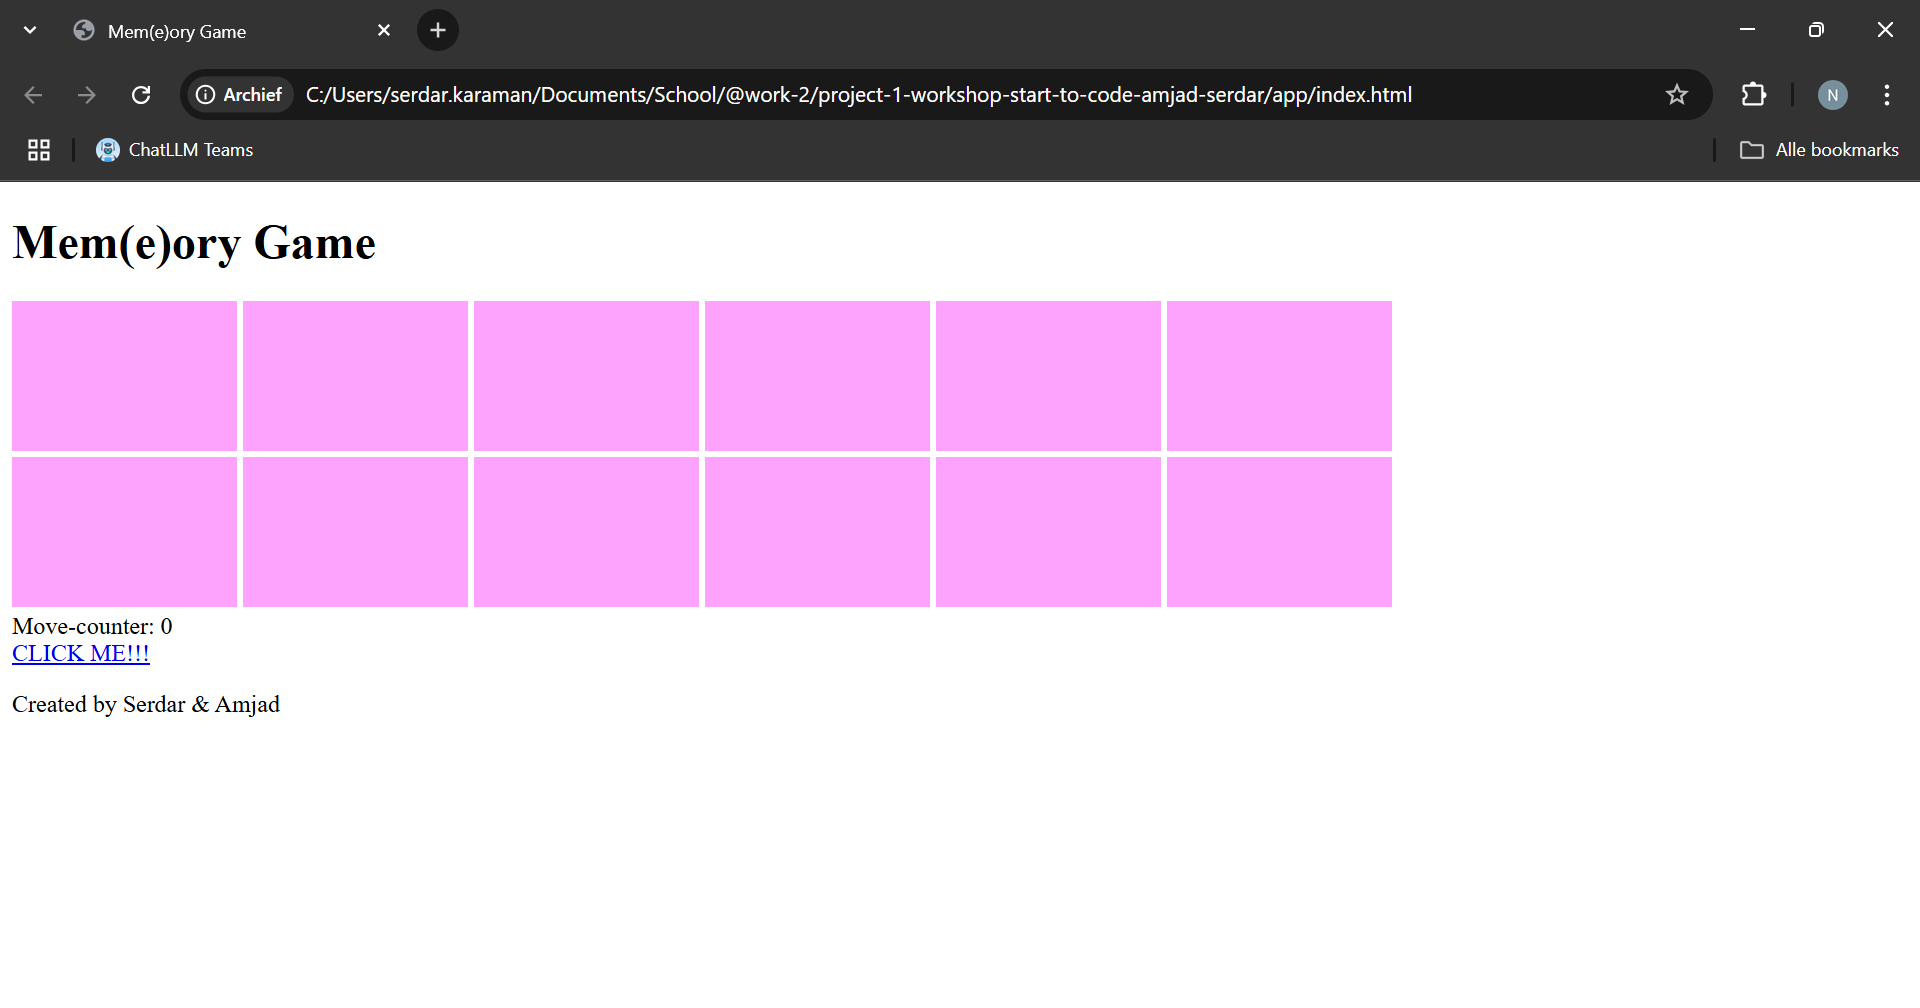 Mem(e)ory Game
Archief C:/Users/serdar.karaman/Documents/School/@work-2/project-1-workshop-start-to-code-amjad-serdar/app/index.html N
ChatLLM Teams Alle bookmarks
Mem(e)ory Game
Move-counter: 0
CLICK ME!!!
Created by Serdar & Amjad